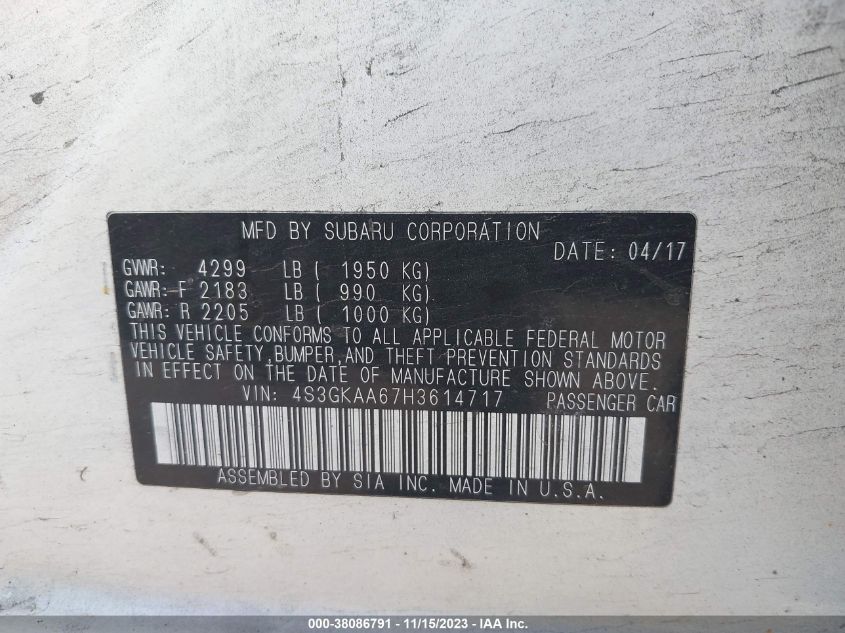 MFD BY SUBARU CORPORATION
DATE: 04/17
GVWR: 4299 LB ( 1950 KG)
GAWR: F 2183 LB ( 990 KG)
GAWR: R 2205 LB ( 1000 KG)
THIS VEHICLE CONFORMS TO ALL APPLICABLE FEDERAL MOTOR
VEHICLE SAFETY, BUMPER, AND THEFT PREVENTION STANDARDS
IN EFFECT ON THE DATE OF MANUFACTURE SHOWN ABOVE.
VIN: 4S3GKAA67H3614717 PASSENGER CAR
ASSEMBLED BY SIA INC. MADE IN U.S.A.
000-38086791 - 11/15/2023 - IAA Inc.